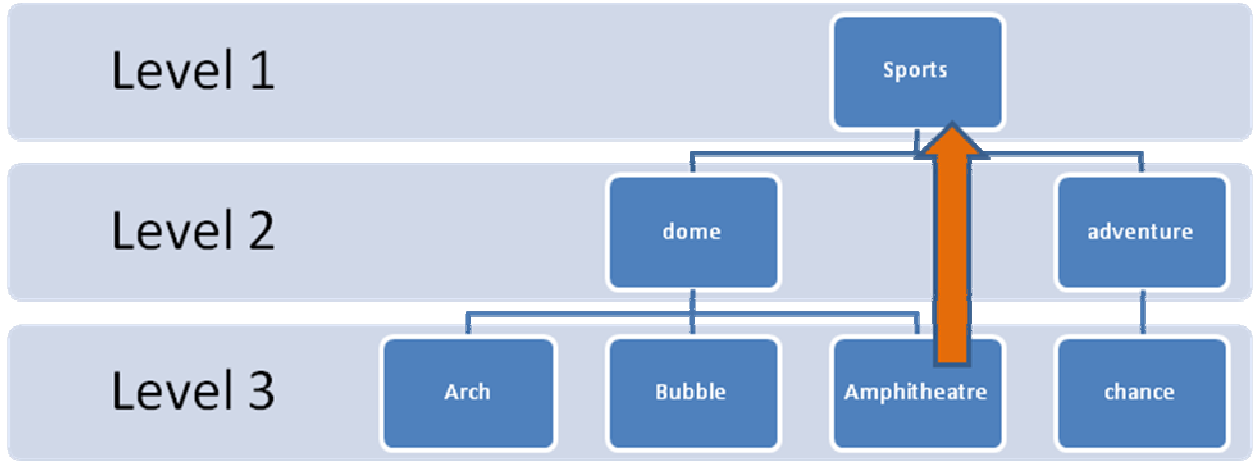 Level 1
Sports
Level 2
dome
adventure
Level 3
Arch
Bubble
Amphitheatre
chance